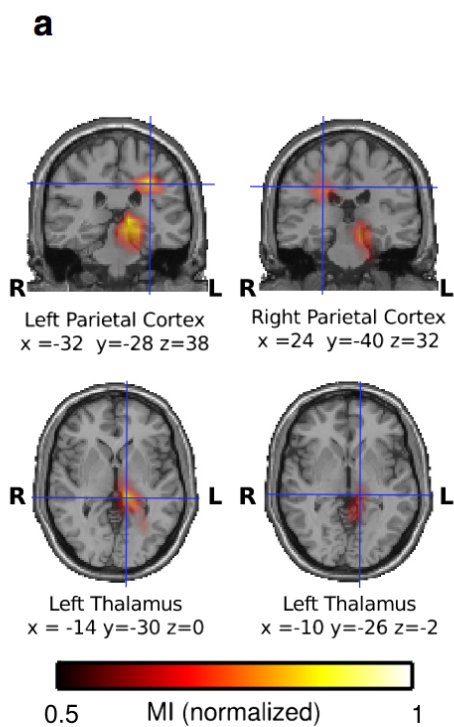 a
R L R L
Left Parietal Cortex Right Parietal Cortex
x =-32 y=-28 z=38 x =24 y=-40 z=32
R L R L
Left Thalamus Left Thalamus
x = -14 y=-30 z=0 x =-10 y=-26 z=-2
0.5 MI (normalized) 1